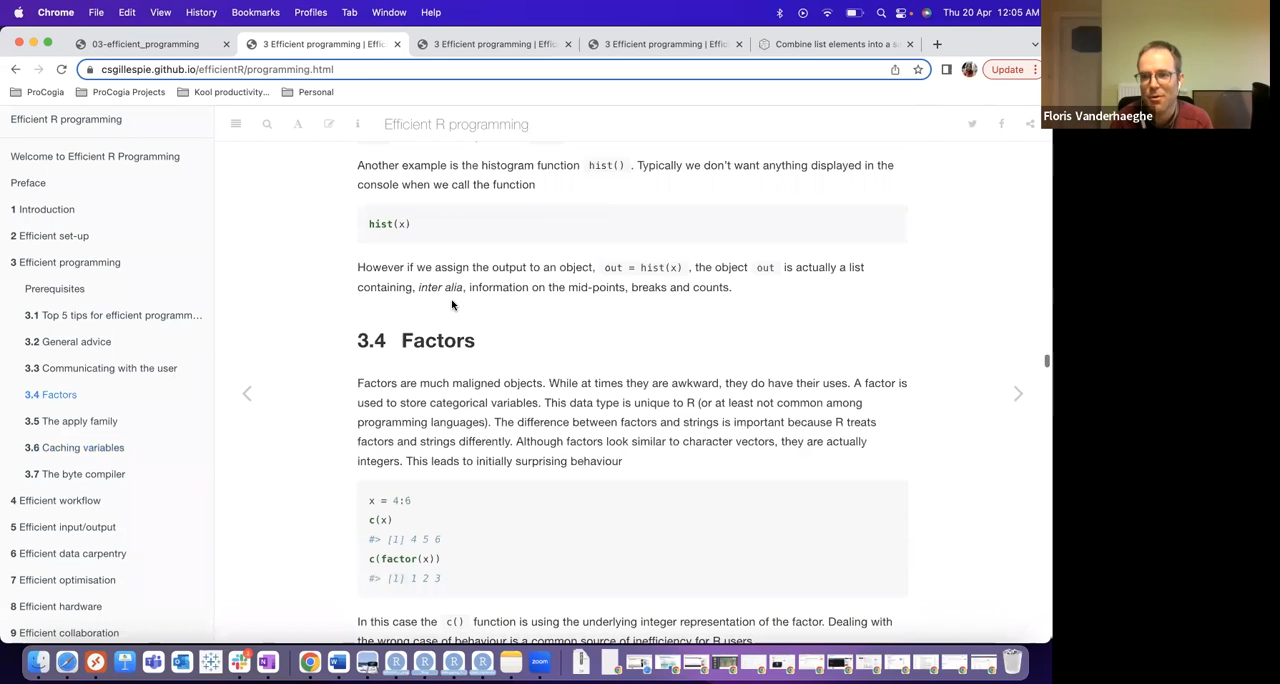 Chrome File Edit View History Bookmarks Profiles Tab Window Help
Thu 20 Apr 12:05 AM
03-efficient_programming
3 Efficient programming | Effic
3 Efficient programming | Effic
3 Efficient programming | Effic
Combine list elements into a s
csgillespie.github.io/efficientR/programming.html
Update
ProCogia
ProCogia Projects
Kool productivity...
Personal
Floris Vanderhaeghe
Efficient R programming
Welcome to Efficient R Programming
Preface
1 Introduction
2 Efficient set-up
3 Efficient programming
Prerequisites
3.1 Top 5 tips for efficient programm...
3.2 General advice
3.3 Communicating with the user
3.4 Factors
3.5 The apply family
3.6 Caching variables
3.7 The byte compiler
4 Efficient workflow
5 Efficient input/output
6 Efficient data carpentry
7 Efficient optimisation
8 Efficient hardware
9 Efficient collaboration
A
i
Efficient R programming
Another example is the histogram function hist() . Typically we don't want anything displayed in the
console when we call the function
hist(x)
However if we assign the output to an object, out = hist(x) , the object out is actually a list
containing, inter alia, information on the mid-points, breaks and counts.
3.4 Factors
Factors are much maligned objects. While at times they are awkward, they do have their uses. A factor is
used to store categorical variables. This data type is unique to R (or at least not common among
programming languages). The difference between factors and strings is important because R treats
factors and strings differently. Although factors look similar to character vectors, they are actually
integers. This leads to initially surprising behaviour
x = 4:6
c(x)
#> [1] 4 5 6
c(factor(x))
#> [1] 1 2 3
In this case the c() function is using the underlying integer representation of the factor. Dealing with
the wrong case of behaviour is a common source of inefficiency for R users.
zoom